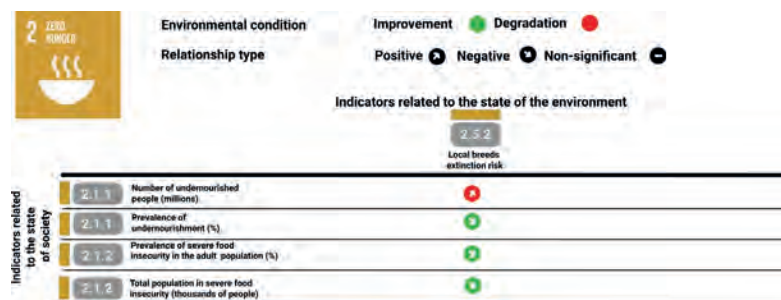 2 ZERO
HUNGER
Environmental condition Improvement Degradation
Relationship type Positive Negative Non-significant
Indicators related to the state of the environment
2.5.2
Local breeds
extinction risk
Indicators related
to the state
of society
2.1.1 Number of undernourished
people (millions)
2.1.1 Prevalence of
undernourishment (%)
2.1.2 Prevalence of severe food
insecurity in the adult population (%)
2.1.2 Total population in severe food
insecurity (thousands of people)